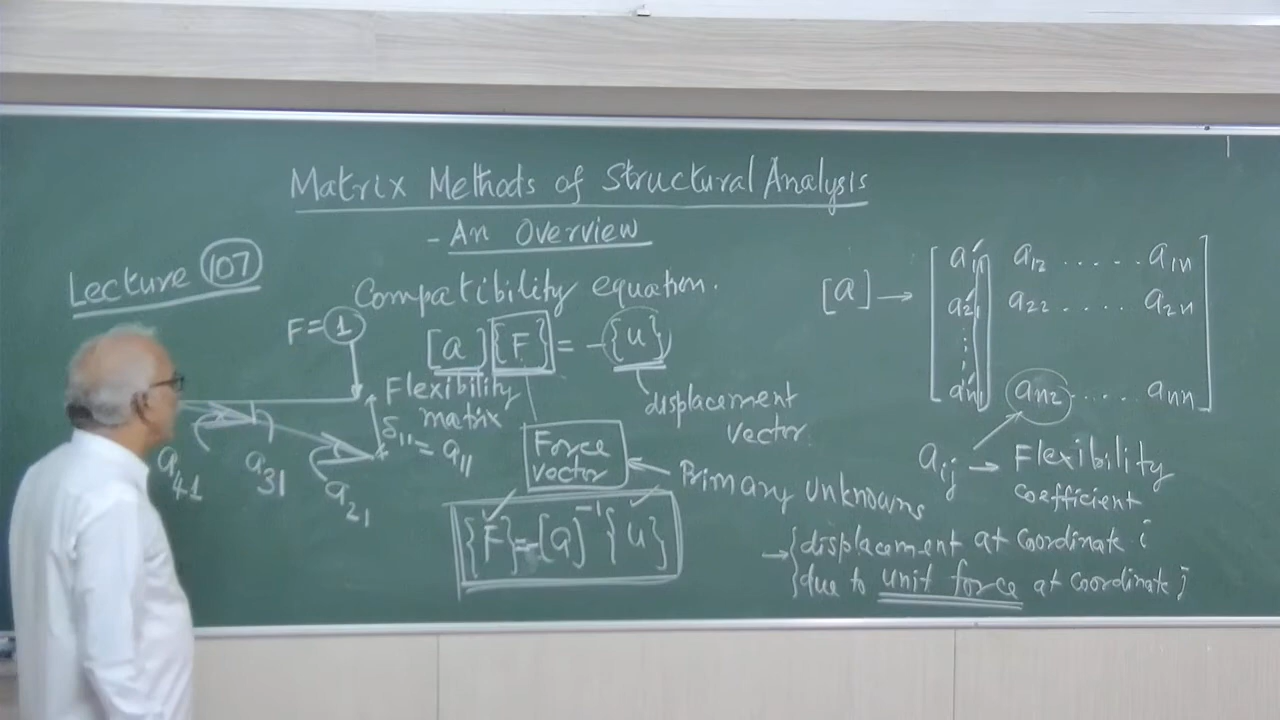 Matrix Methods of Structural Analysis
- An Overview
Lecture 107
Compatibility equation.
[a]{F} = -{u}
Flexibility
matrix
displacement
vector
Force
vector
Primary unknowns
{F}=-[a]⁻¹{u}
F=1
δ₁₁ = a₁₁
a₄₁
a₃₁
a₂₁
[a] → [ a₁₁ a₁₂ ..... a₁n
a₂₁ a₂₂ ..... a₂n
⋮
an₁ an₂ ..... ann ]
aij → Flexibility
coefficient
→ {displacement at coordinate i
{due to unit force at coordinate j